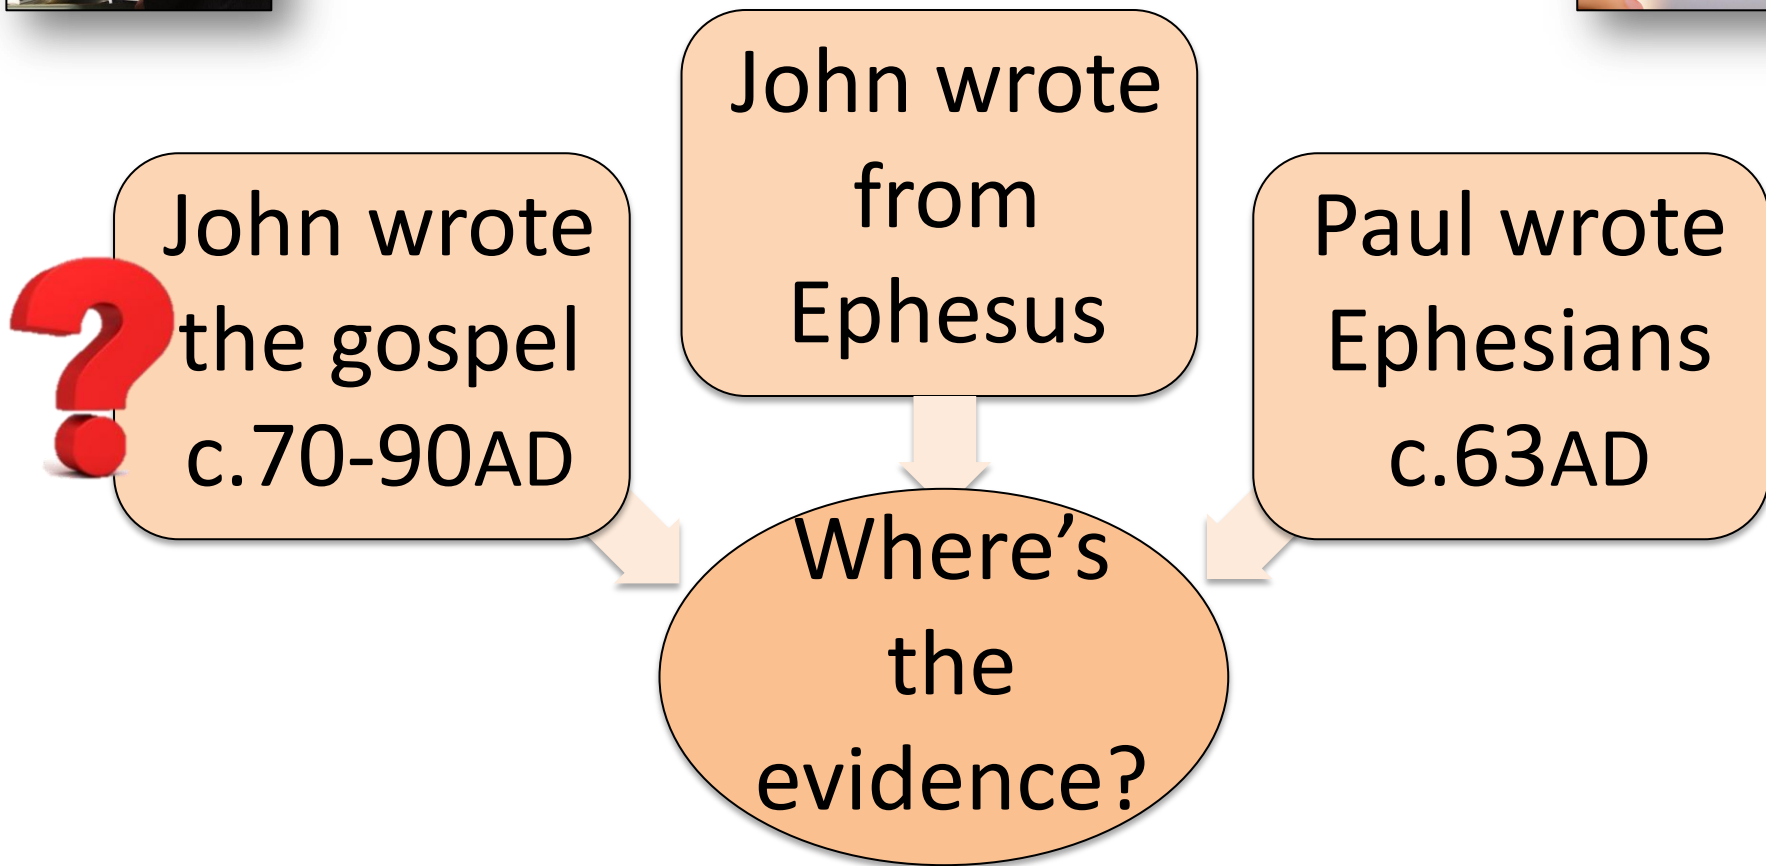 John wrote
the gospel
c.70-90AD
John wrote
from
Ephesus
Paul wrote
Ephesians
c.63AD
Where’s
the
evidence?